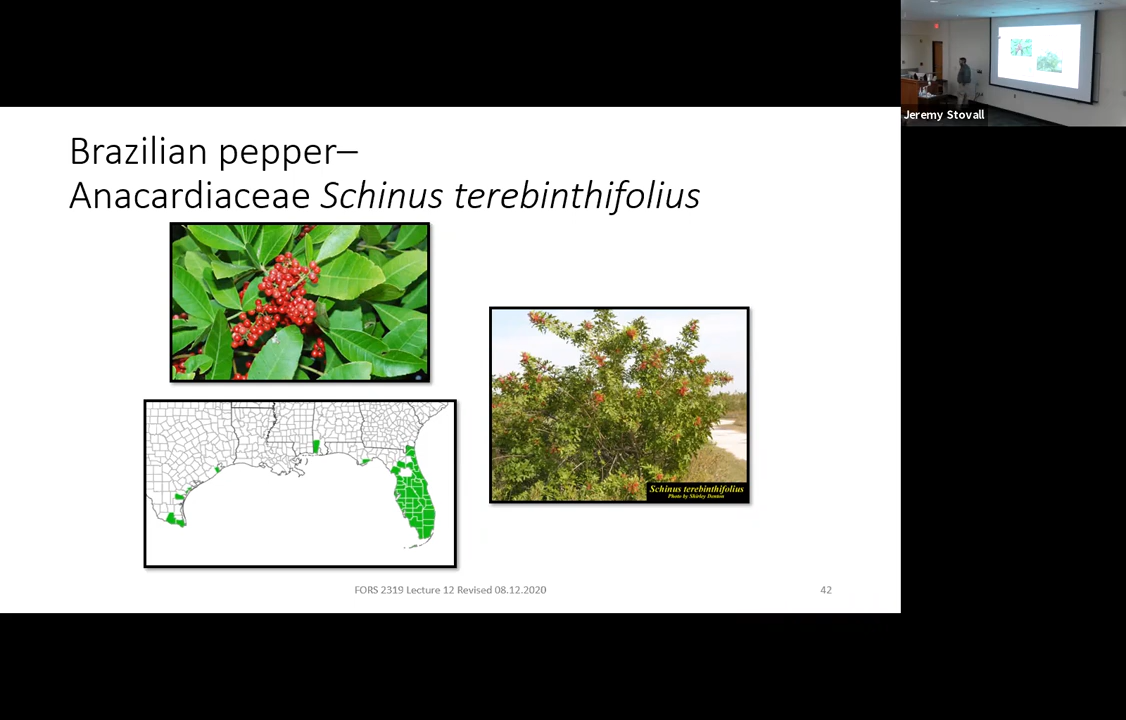 Jeremy Stovall
Brazilian pepper–
Anacardiaceae Schinus terebinthifolius
Schinus terebinthifolius
Photo by Shirley Denton
FORS 2319 Lecture 12 Revised 08.12.2020
42